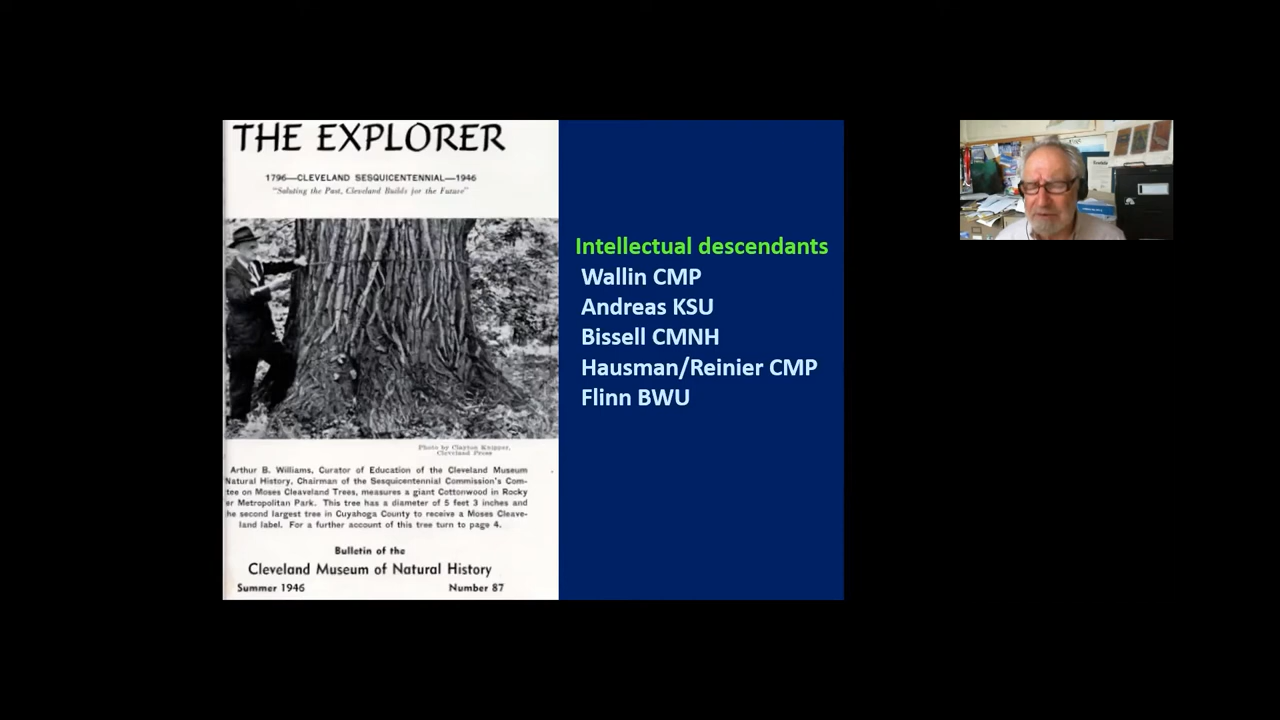 THE EXPLORER
1796—CLEVELAND SESQUICENTENNIAL—1946
"Saluting the Past, Cleveland Builds for the Future"
Photo by Clayton Knipper,
Cleveland Press
Arthur B. Williams, Curator of Education of the Cleveland Museum
Natural History, Chairman of the Sesquicentennial Commission's Com-
tee on Moses Cleaveland Trees, measures a giant Cottonwood in Rocky
er Metropolitan Park. This tree has a diameter of 5 feet 3 inches and
he second largest tree in Cuyahoga County to receive a Moses Cleave-
land label. For a further account of this tree turn to page 4.
Bulletin of the
Cleveland Museum of Natural History
Summer 1946 Number 87
Intellectual descendants
Wallin CMP
Andreas KSU
Bissell CMNH
Hausman/Reinier CMP
Flinn BWU